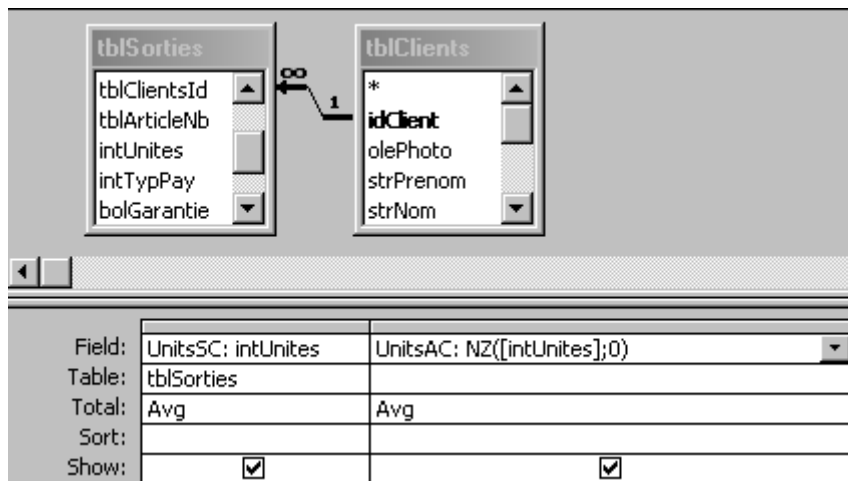 tblSorties
tblClientsId
tblArticleNb
intUnites
intTypPay
bolGarantie
∞
1
tblClients
*
idClient
olePhoto
strPrenom
strNom
Field: UnitsSC: intUnites UnitsAC: NZ([intUnites];0)
Table: tblSorties
Total: Avg Avg
Sort:
Show: